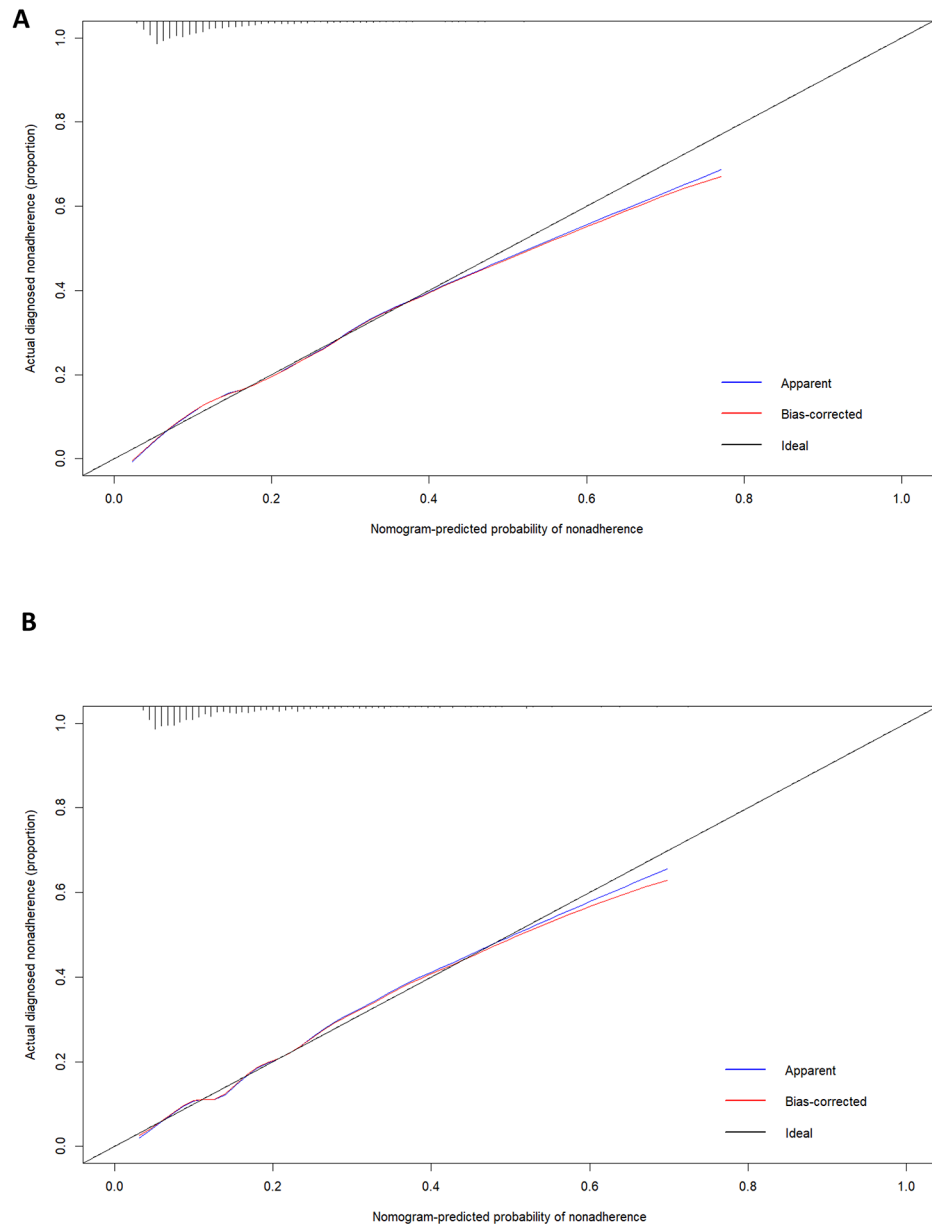 A
Actual diagnosed nonadherence (proportion)
1.0
0.8
0.6
0.4
0.2
0.0
Apparent
Bias-corrected
Ideal
0.0 0.2 0.4 0.6 0.8 1.0
Nomogram-predicted probability of nonadherence
B
Actual diagnosed nonadherence (proportion)
1.0
0.8
0.6
0.4
0.2
0.0
Apparent
Bias-corrected
Ideal
0.0 0.2 0.4 0.6 0.8 1.0
Nomogram-predicted probability of nonadherence